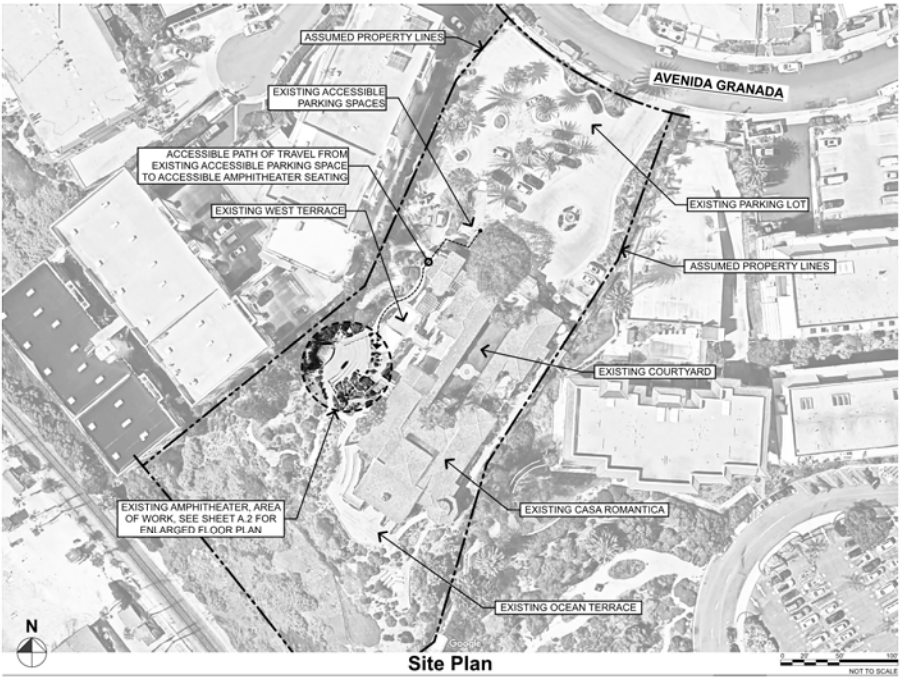 ASSUMED PROPERTY LINES
AVENIDA GRANADA
EXISTING ACCESSIBLE
PARKING SPACES
ACCESSIBLE PATH OF TRAVEL FROM
EXISTING ACCESSIBLE PARKING SPACE
TO ACCESSIBLE AMPHITHEATER SEATING
EXISTING WEST TERRACE
EXISTING PARKING LOT
ASSUMED PROPERTY LINES
EXISTING COURTYARD
EXISTING AMPHITHEATER, AREA
OF WORK, SEE SHEET A.2 FOR
ENLARGED FLOOR PLAN
EXISTING CASA ROMANTICA
EXISTING OCEAN TERRACE
N
Google
Site Plan
0 20' 50' 100'
NOT TO SCALE